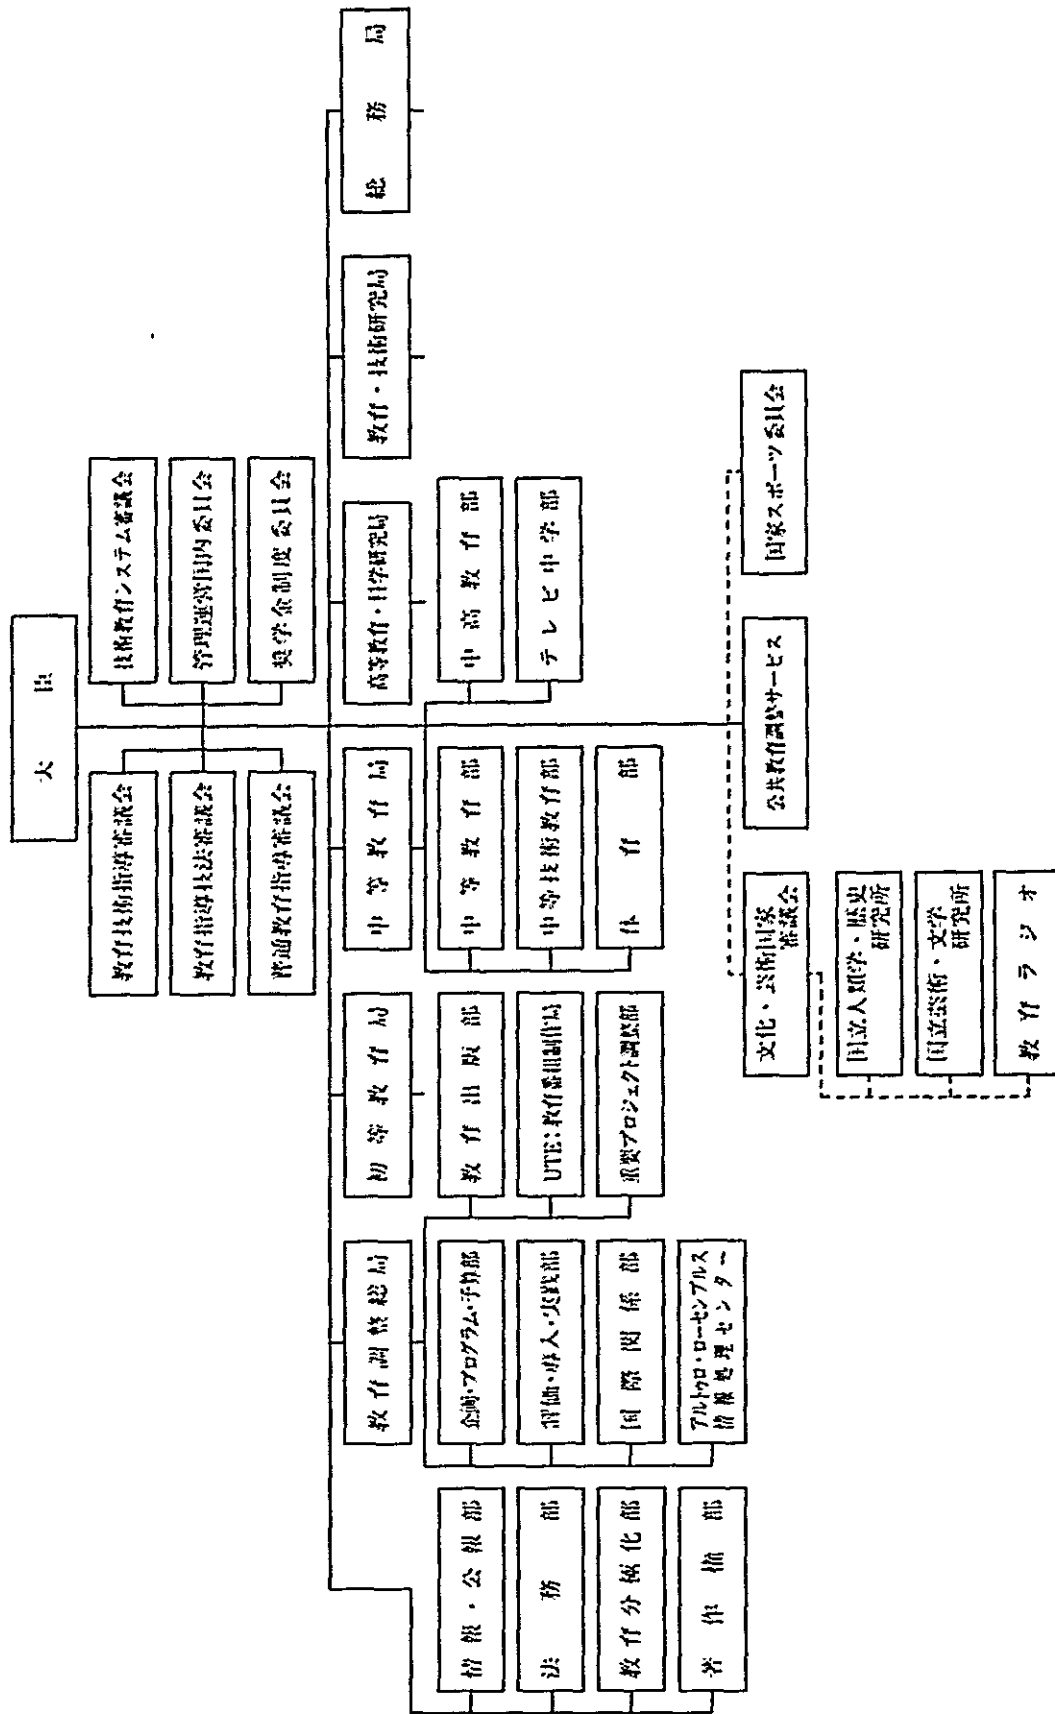 大臣
教育技術指導審議会
技術教育システム審議会
教育指導技法審議会
管理運営国内委員会
普通教育指導審議会
奨学金制度委員会
教育調整総局
初等教育局
中等教育局
高等教育・科学研究局
教育・技術研究局
総務局
情報・公報部
法務部
教育分極化部
著作権部
企画・プログラム・予算部
評価・導入・実践部
国際関係部
アルトゥロ・ローセンブルス
情報処理センター
教育出版部
UTE:教育番組制作局
重要プロジェクト調整部
中等教育部
中等技術教育部
体育部
中高教育部
テレビ中学部
文化・芸術国家
審議会
公共教育調整サービス
国家スポーツ委員会
国立人類学・歴史
研究所
国立芸術・文学
研究所
教育ラジオ